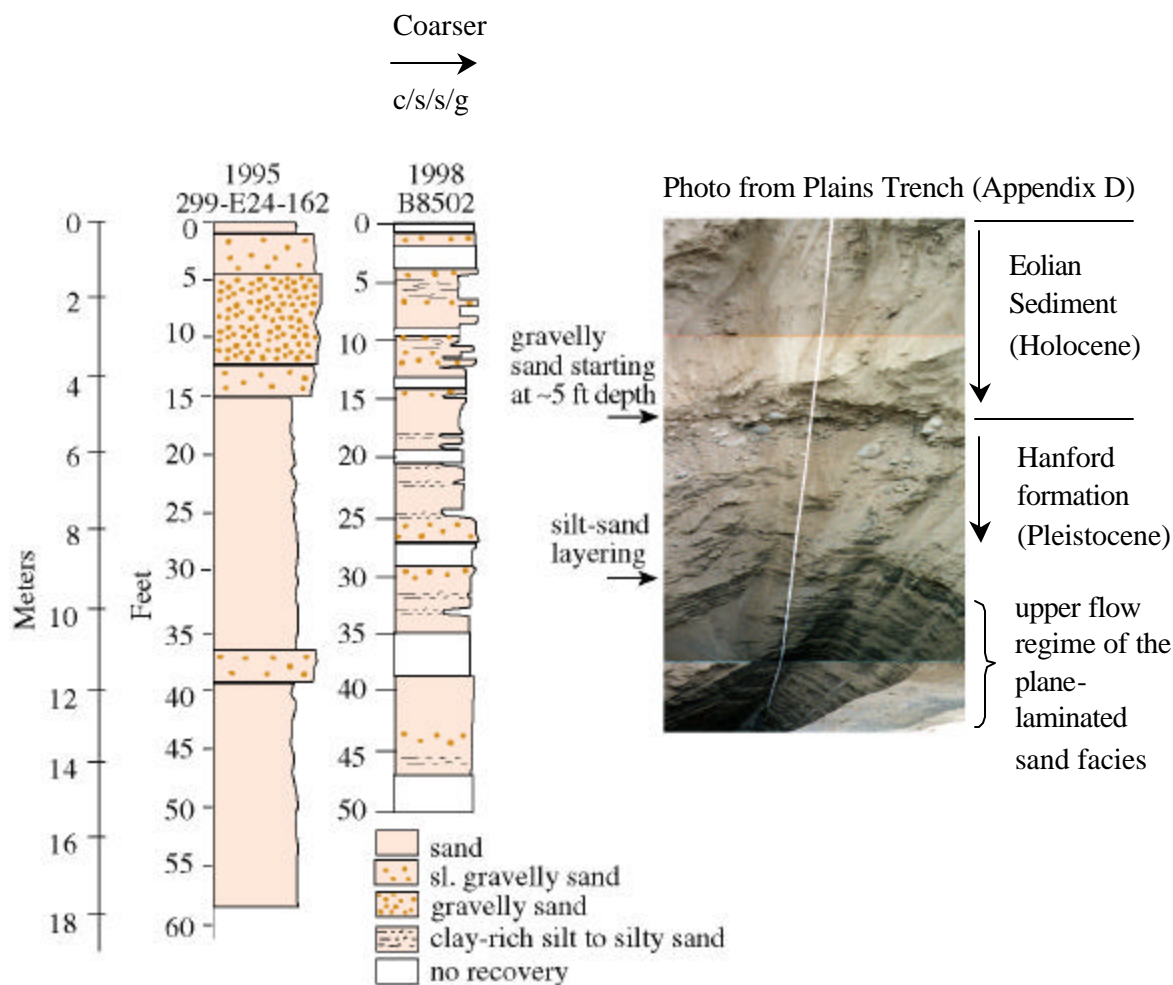 Coarser
c/s/s/g
1995
299-E24-162
1998
B8502
Photo from Plains Trench (Appendix D)
Meters
0
2
4
6
8
10
12
14
16
18
Feet
0
5
10
15
20
25
30
35
40
45
50
55
60
0
5
10
15
20
25
30
35
40
45
50
gravelly
sand starting
at ~5 ft depth
silt-sand
layering
Eolian
Sediment
(Holocene)
Hanford
formation
(Pleistocene)
upper flow
regime of the
plane-
laminated
sand facies
sand
sl. gravelly sand
gravelly sand
clay-rich silt to silty sand
no recovery